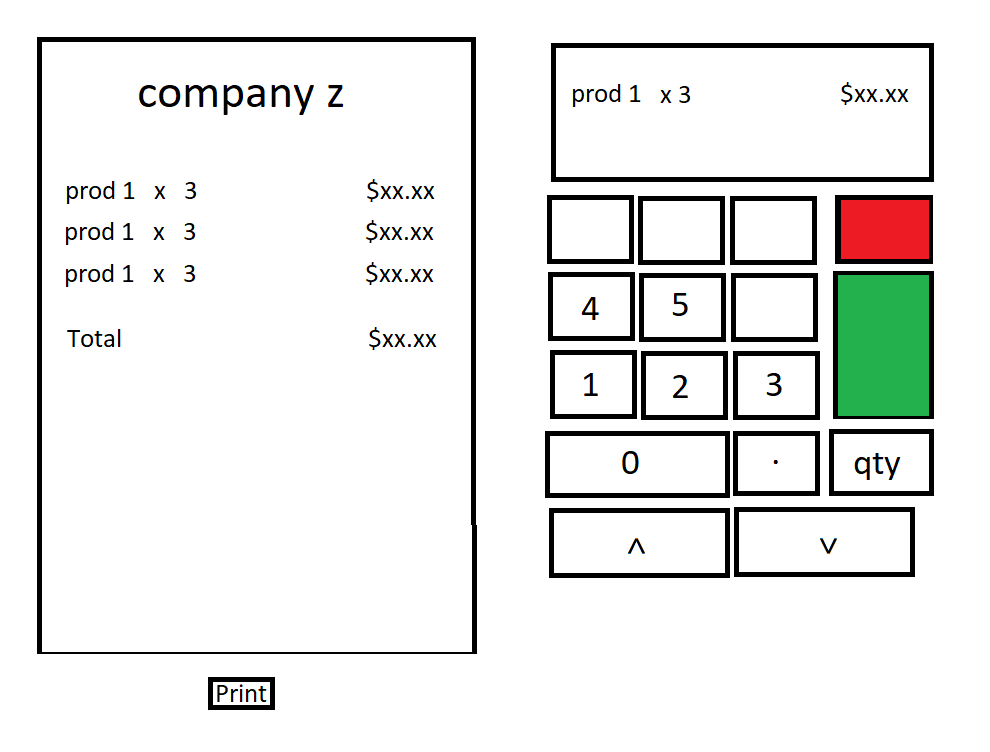 company z
prod 1 x 3 $xx.xx
prod 1 x 3 $xx.xx
prod 1 x 3 $xx.xx
Total $xx.xx
Print
prod 1 x 3 $xx.xx
4 5
1 2 3
0 . qty
^ v